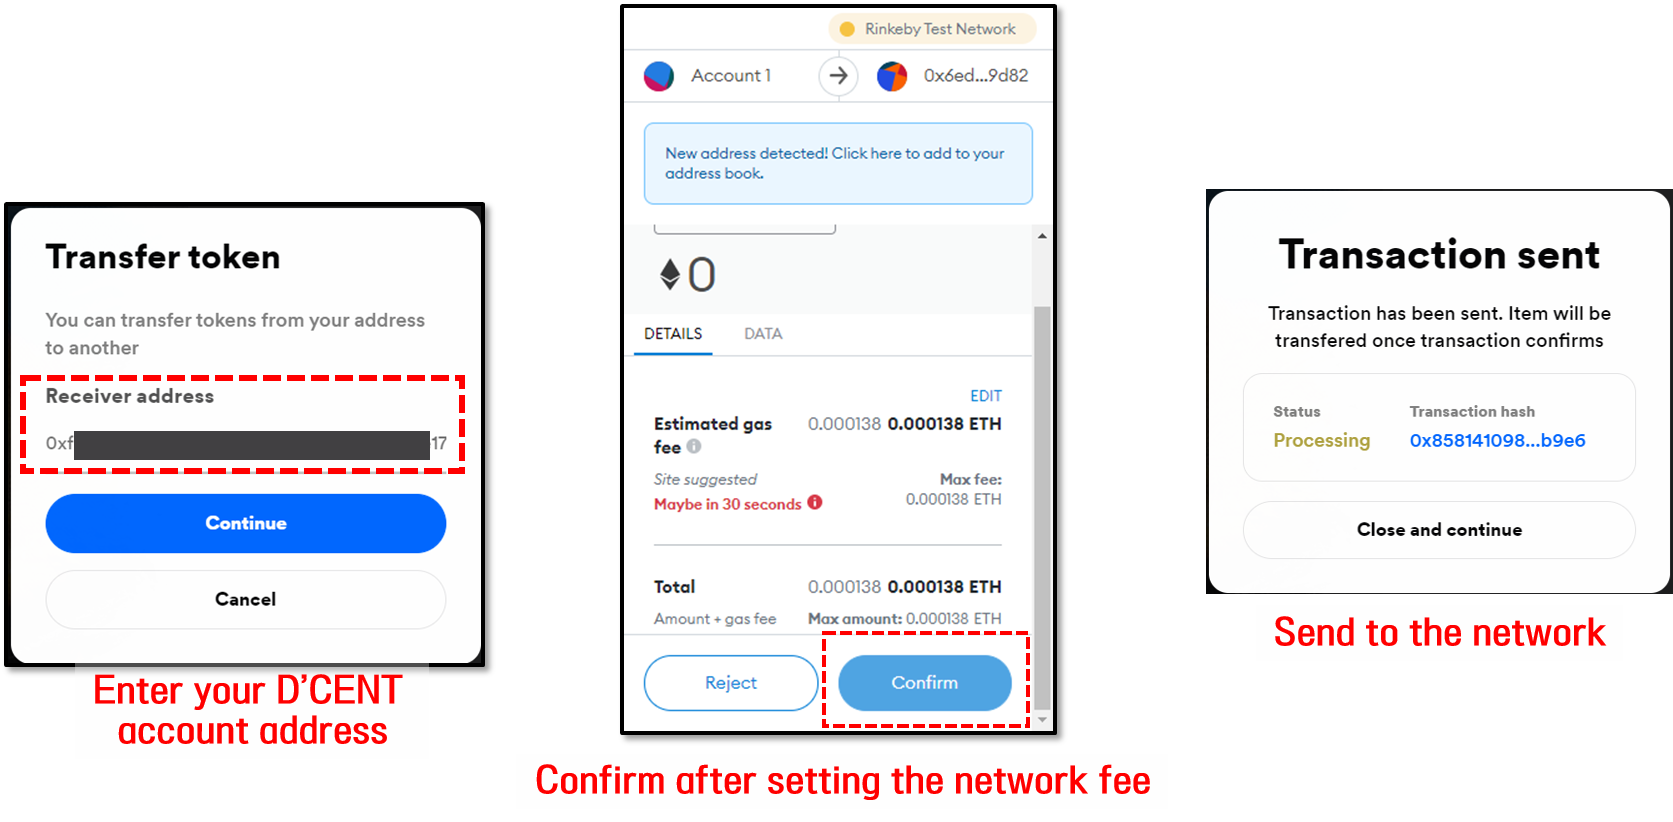 Transfer token
You can transfer tokens from your address
to another
Receiver address
0xf 17
Continue
Cancel
Enter your D'CENT
account address
Rinkeby Test Network
Account 1
0x6ed...9d82
New address detected! Click here to add to your
address book.
0
DETAILS DATA
EDIT
Estimated gas 0.000138 0.000138 ETH
fee
Site suggested Max fee:
Maybe in 30 seconds 0.000138 ETH
Total 0.000138 0.000138 ETH
Amount + gas fee Max amount: 0.000138 ETH
Reject Confirm
Confirm after setting the network fee
Transaction sent
Transaction has been sent. Item will be
transfered once transaction confirms
Status Transaction hash
Processing 0x858141098...b9e6
Close and continue
Send to the network